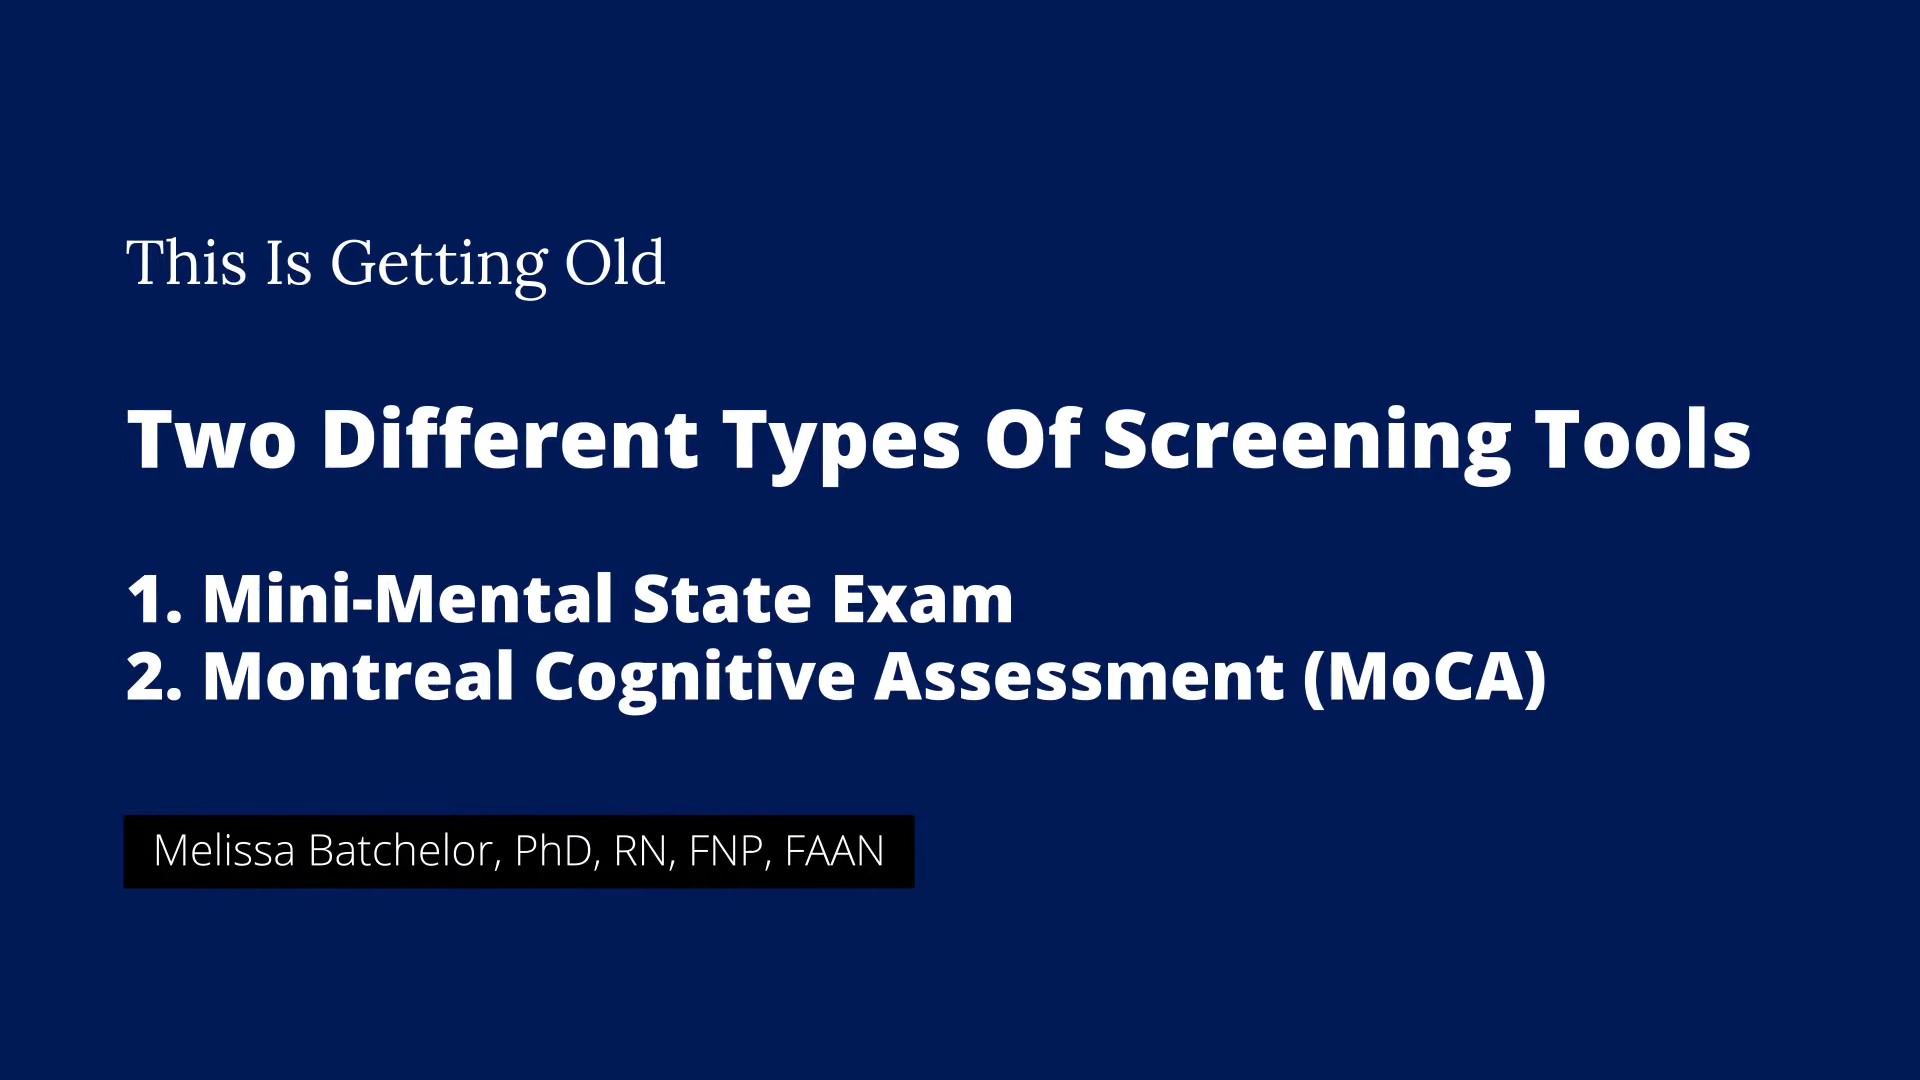 This Is Getting Old
Two Different Types Of Screening Tools
1. Mini-Mental State Exam
2. Montreal Cognitive Assessment (MoCA)
Melissa Batchelor, PhD, RN, FNP, FAAN